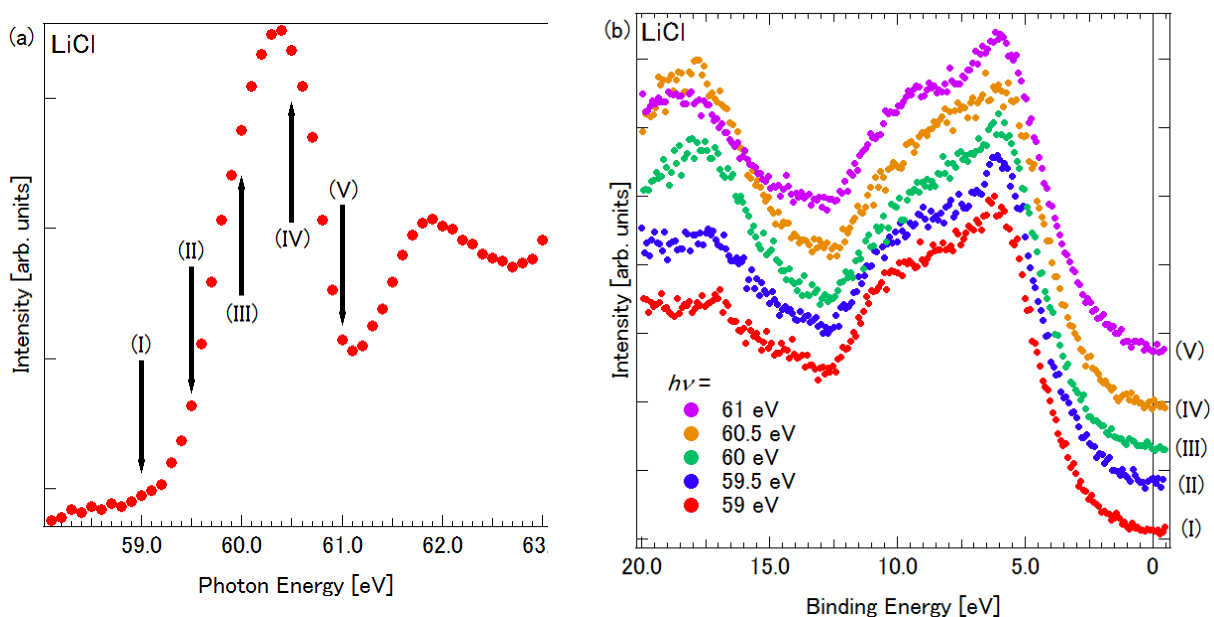 (a)
LiCl
(I)
(II)
(III)
(IV)
(V)
Intensity [arb. units]
59.0
60.0
61.0
62.0
63.
Photon Energy [eV]
(b)
LiCl
Intensity [arb. units]
hν =
61 eV
60.5 eV
60 eV
59.5 eV
59 eV
(V)
(IV)
(III)
(II)
(I)
20.0
15.0
10.0
5.0
0
Binding Energy [eV]